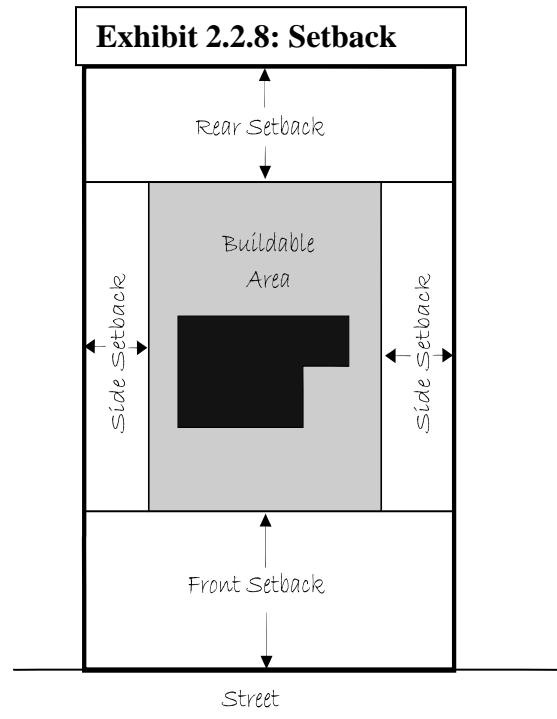 Exhibit 2.2.8: Setback
Rear Setback
Buildable
Area
Side Setback
Side Setback
Front Setback
Street